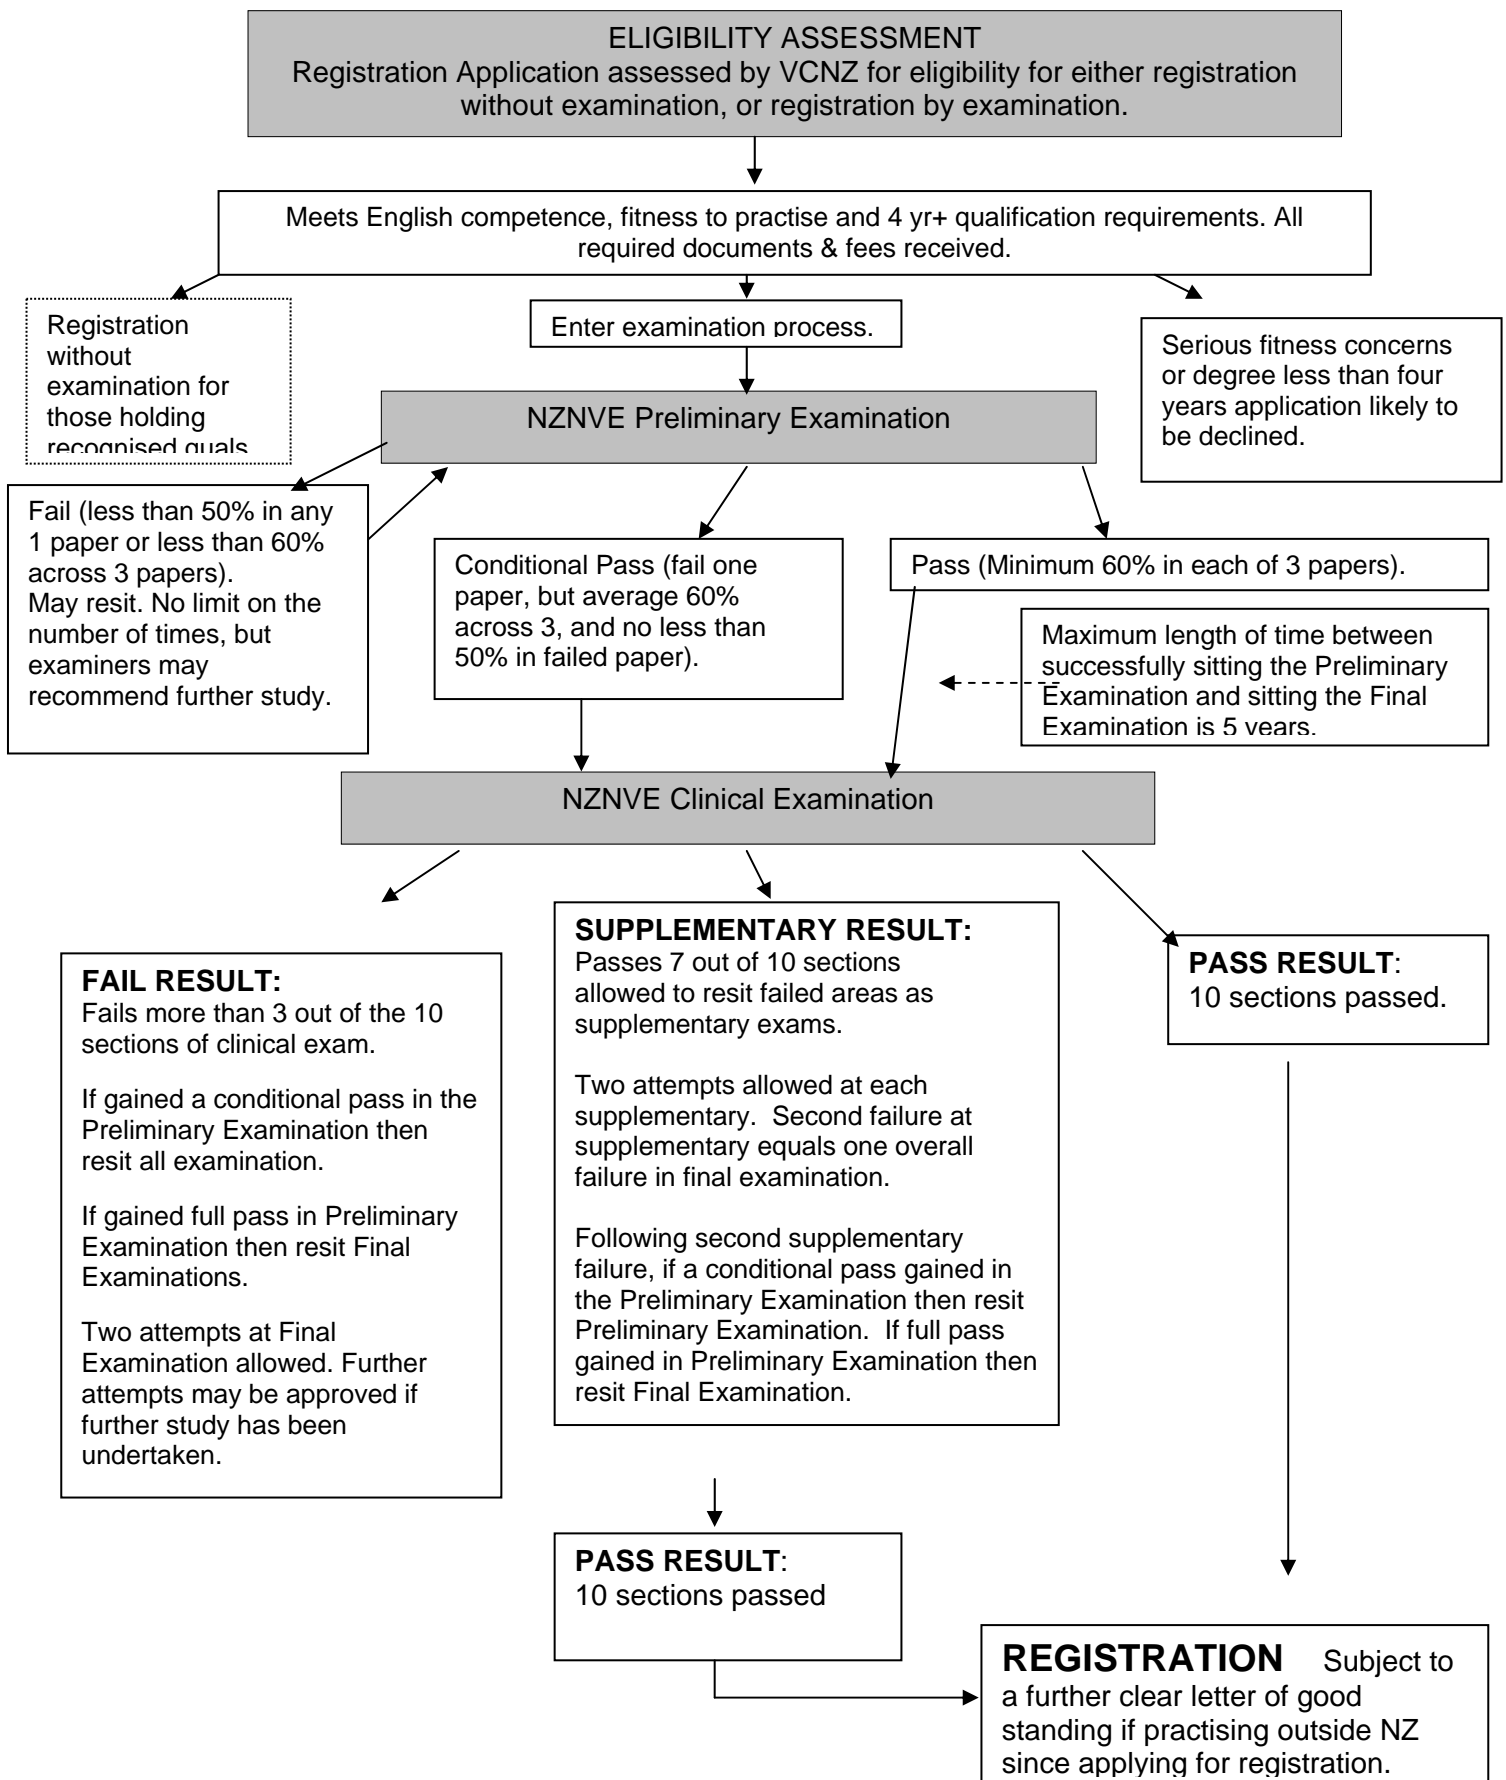 ELIGIBILITY ASSESSMENT
Registration Application assessed by VCNZ for eligibility for either registration
without examination, or registration by examination.
Meets English competence, fitness to practise and 4 yr+ qualification requirements. All
required documents & fees received.
Registration
without
examination for
those holding
recognised quals
Enter examination process.
Serious fitness concerns
or degree less than four
years application likely to
be declined.
NZNVE Preliminary Examination
Fail (less than 50% in any
1 paper or less than 60%
across 3 papers).
May resit. No limit on the
number of times, but
examiners may
recommend further study.
Conditional Pass (fail one
paper, but average 60%
across 3, and no less than
50% in failed paper).
Pass (Minimum 60% in each of 3 papers).
Maximum length of time between
successfully sitting the Preliminary
Examination and sitting the Final
Examination is 5 years.
NZNVE Clinical Examination
FAIL RESULT:
Fails more than 3 out of the 10
sections of clinical exam.
If gained a conditional pass in the
Preliminary Examination then
resit all examination.
If gained full pass in Preliminary
Examination then resit Final
Examinations.
Two attempts at Final
Examination allowed. Further
attempts may be approved if
further study has been
undertaken.
SUPPLEMENTARY RESULT:
Passes 7 out of 10 sections
allowed to resit failed areas as
supplementary exams.
Two attempts allowed at each
supplementary.  Second failure at
supplementary equals one overall
failure in final examination.
Following second supplementary
failure, if a conditional pass gained in
the Preliminary Examination then resit
Preliminary Examination.  If full pass
gained in Preliminary Examination then
resit Final Examination.
PASS RESULT:
10 sections passed.
PASS RESULT:
10 sections passed
REGISTRATION Subject to
a further clear letter of good
standing if practising outside NZ
since applying for registration.